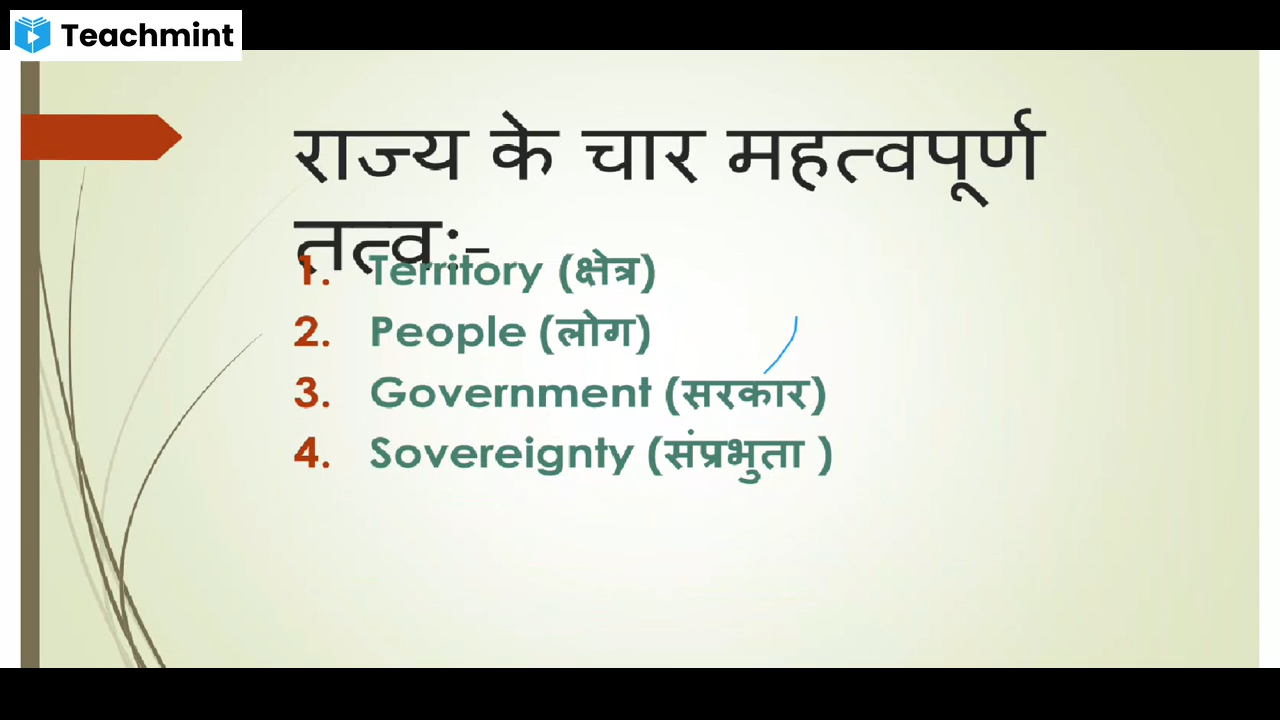 Teachmint
राज्य के चार महत्वपूर्ण
तत्व:-
1. Territory (क्षेत्र)
2. People (लोग)
3. Government (सरकार)
4. Sovereignty (संप्रभुता )